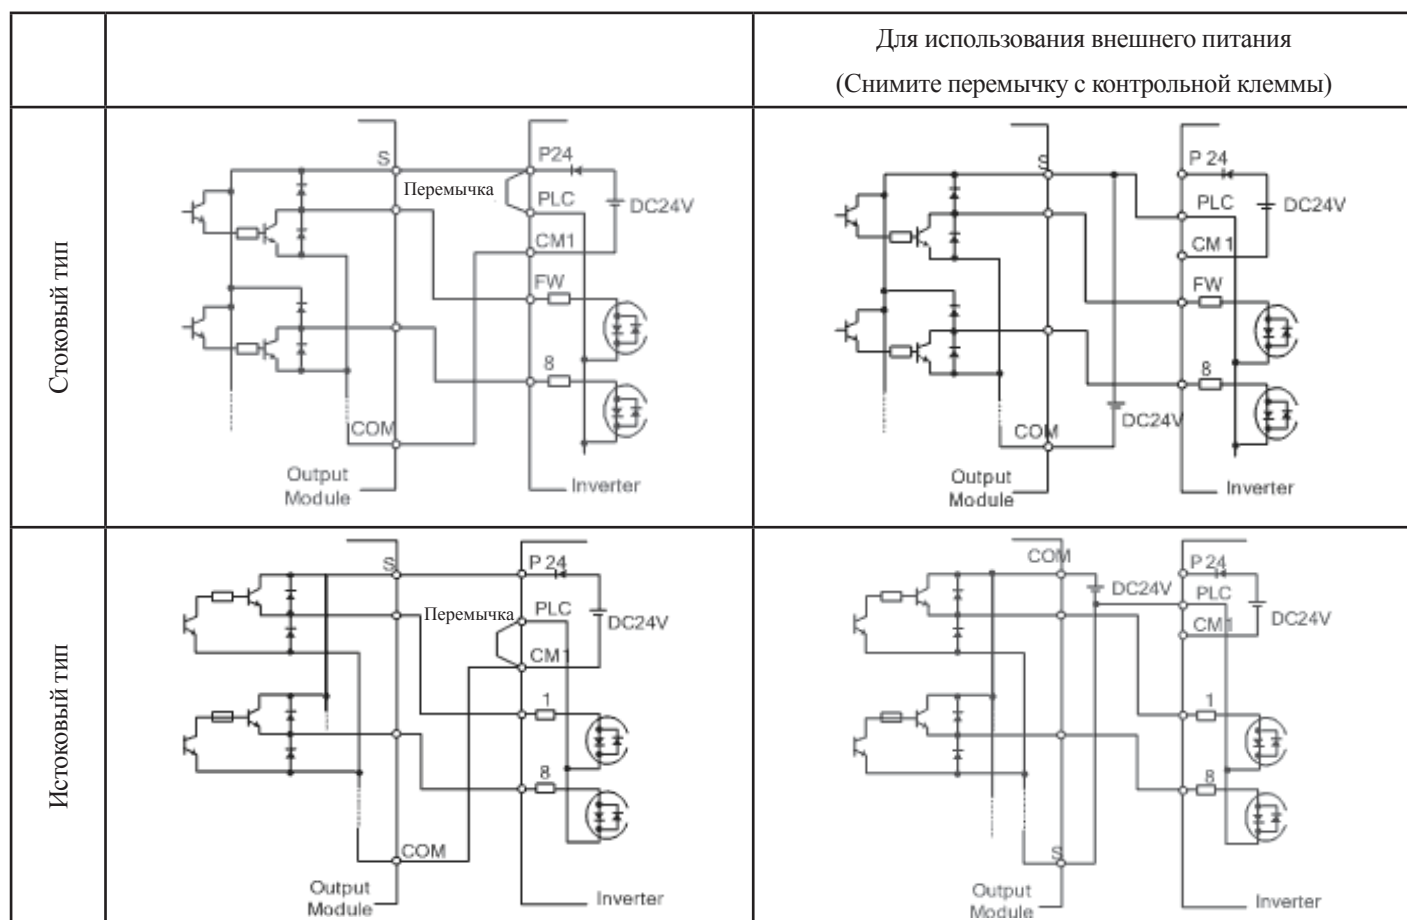 Для использования внешнего питания
(Снимите перемычку с контрольной клеммы)
Стоковый тип
S
P24
Перемычка
PLC
DC24V
CM1
FW
8
COM
Output
Module
Inverter
S
P 24
PLC
DC24V
CM 1
FW
8
DC24V
COM
Output
Module
Inverter
Истоковый тип
S
P 24
Перемычка
PLC
DC24V
CM1
1
8
COM
Output
Module
Inverter
COM
P 24
DC24V
PLC
DC24V
CM1
1
8
S
Output
Module
Inverter